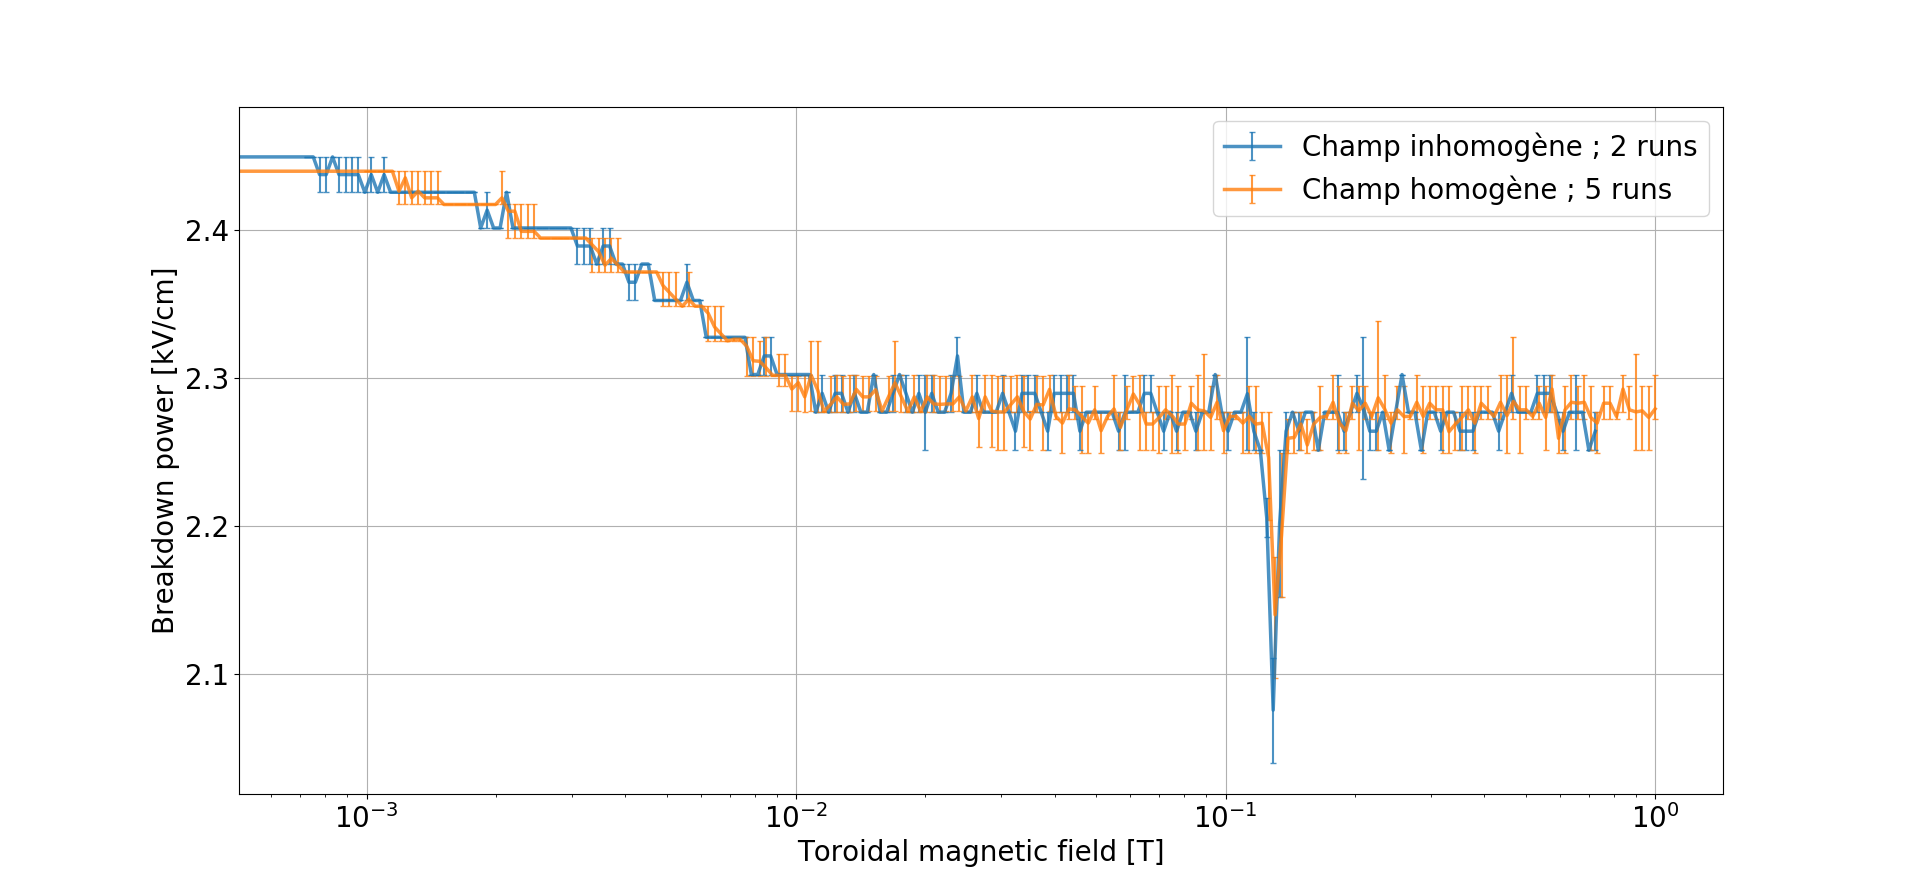 Champ inhomogène ; 2 runs
Champ homogène ; 5 runs
Breakdown power [kV/cm]
2.4
2.3
2.2
2.1
10⁻³
10⁻²
10⁻¹
10⁰
Toroidal magnetic field [T]